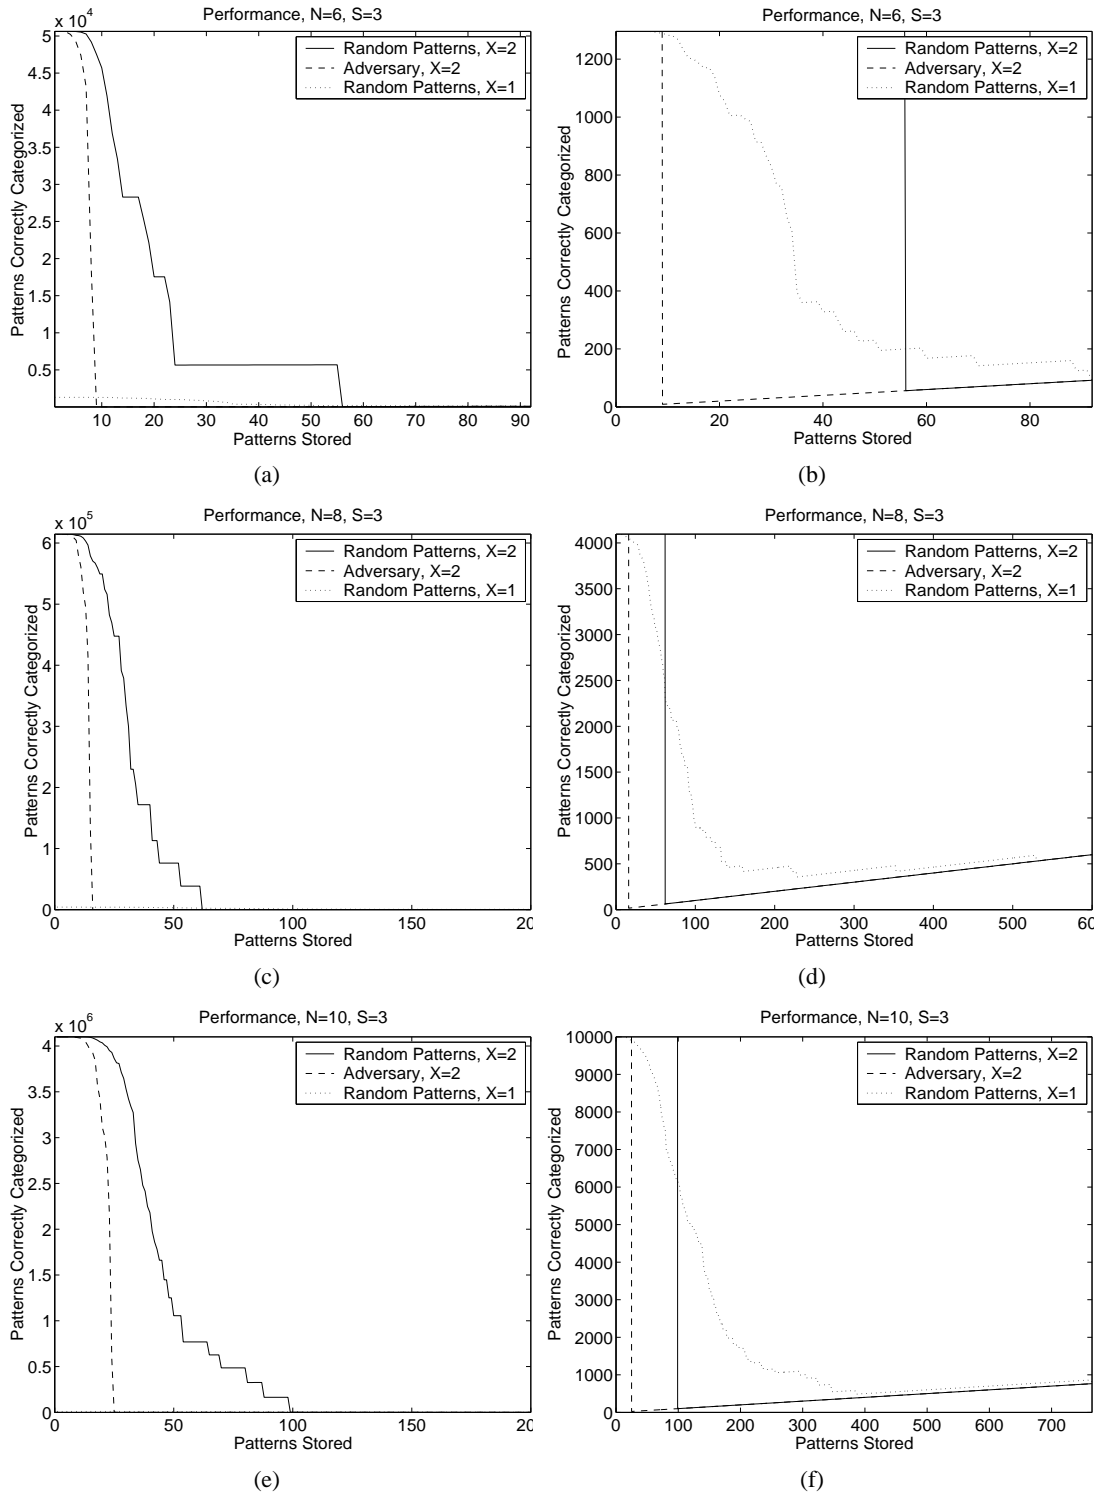 Performance, N=6, S=3
x 10^4
Patterns Correctly Categorized
5
4.5
4
3.5
3
2.5
2
1.5
1
0.5
Random Patterns, X=2
Adversary, X=2
Random Patterns, X=1
10 20 30 40 50 60 70 80 90
Patterns Stored
(a)
Performance, N=6, S=3
Patterns Correctly Categorized
1200
1000
800
600
400
200
0
Random Patterns, X=2
Adversary, X=2
Random Patterns, X=1
20 40 60 80
Patterns Stored
(b)
Performance, N=8, S=3
x 10^5
Patterns Correctly Categorized
6
5
4
3
2
1
0
Random Patterns, X=2
Adversary, X=2
Random Patterns, X=1
0 50 100 150 20
Patterns Stored
(c)
Performance, N=8, S=3
Patterns Correctly Categorized
4000
3500
3000
2500
2000
1500
1000
500
0
Random Patterns, X=2
Adversary, X=2
Random Patterns, X=1
0 100 200 300 400 500 60
Patterns Stored
(d)
Performance, N=10, S=3
x 10^6
Patterns Correctly Categorized
4
3.5
3
2.5
2
1.5
1
0.5
0
Random Patterns, X=2
Adversary, X=2
Random Patterns, X=1
0 50 100 150 20
Patterns Stored
(e)
Performance, N=10, S=3
Patterns Correctly Categorized
10000
9000
8000
7000
6000
5000
4000
3000
2000
1000
0
Random Patterns, X=2
Adversary, X=2
Random Patterns, X=1
0 100 200 300 400 500 600 700
Patterns Stored
(f)